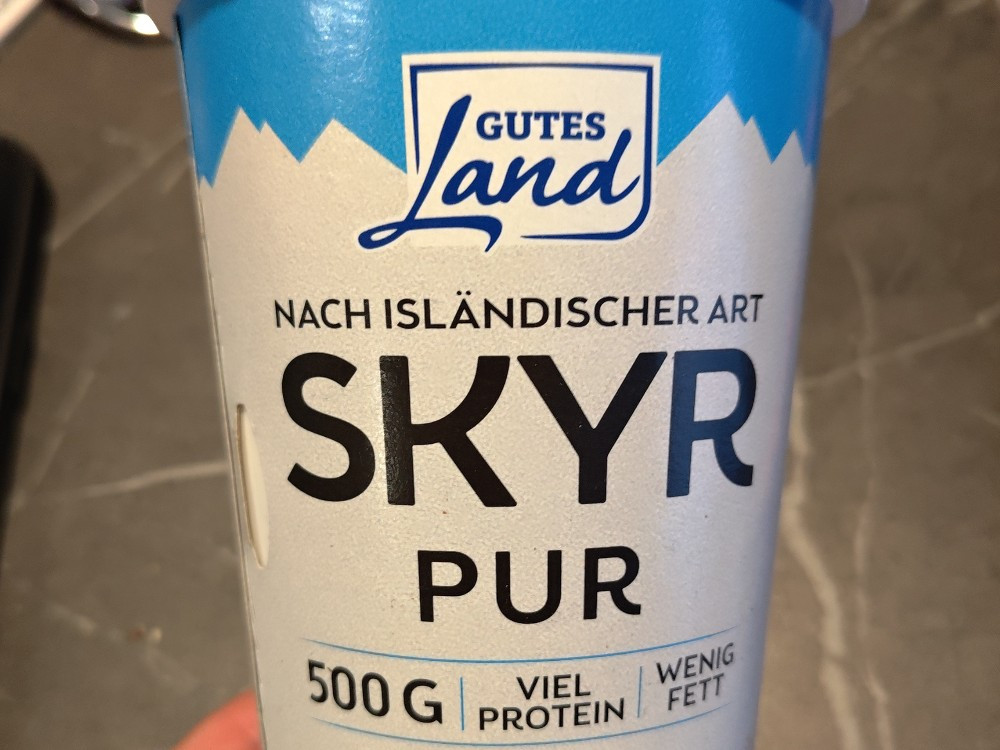 GUTES
Land
NACH ISLÄNDISCHER ART
SKYR
PUR
500 G
VIEL
PROTEIN
WENIG
FETT